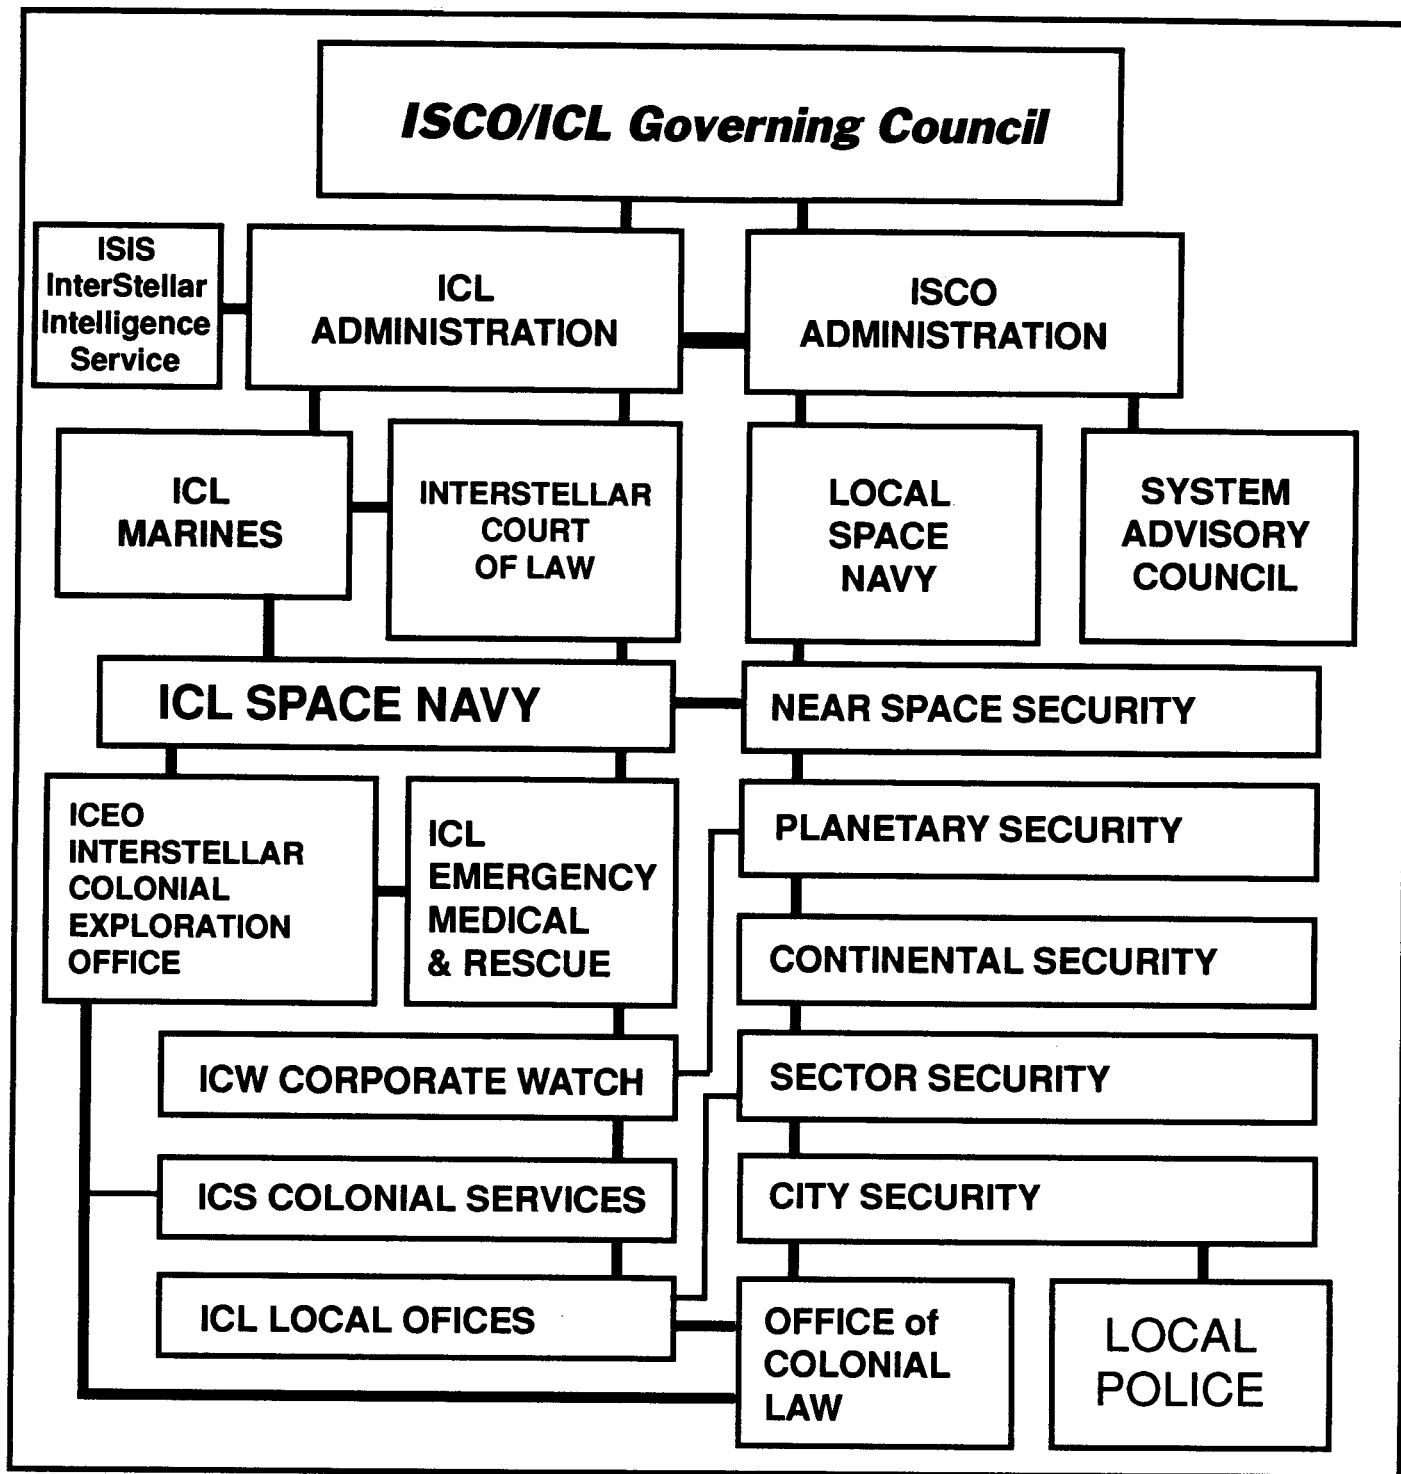 ISCO/ICL Governing Council
ISIS
InterStellar
Intelligence
Service
ICL
ADMINISTRATION
ISCO
ADMINISTRATION
ICL
MARINES
INTERSTELLAR
COURT
OF LAW
LOCAL
SPACE
NAVY
SYSTEM
ADVISORY
COUNCIL
ICL SPACE NAVY
NEAR SPACE SECURITY
ICEO
INTERSTELLAR
COLONIAL
EXPLORATION
OFFICE
ICL
EMERGENCY
MEDICAL
& RESCUE
PLANETARY SECURITY
CONTINENTAL SECURITY
ICW CORPORATE WATCH
SECTOR SECURITY
ICS COLONIAL SERVICES
CITY SECURITY
ICL LOCAL OFICES
OFFICE of
COLONIAL
LAW
LOCAL
POLICE